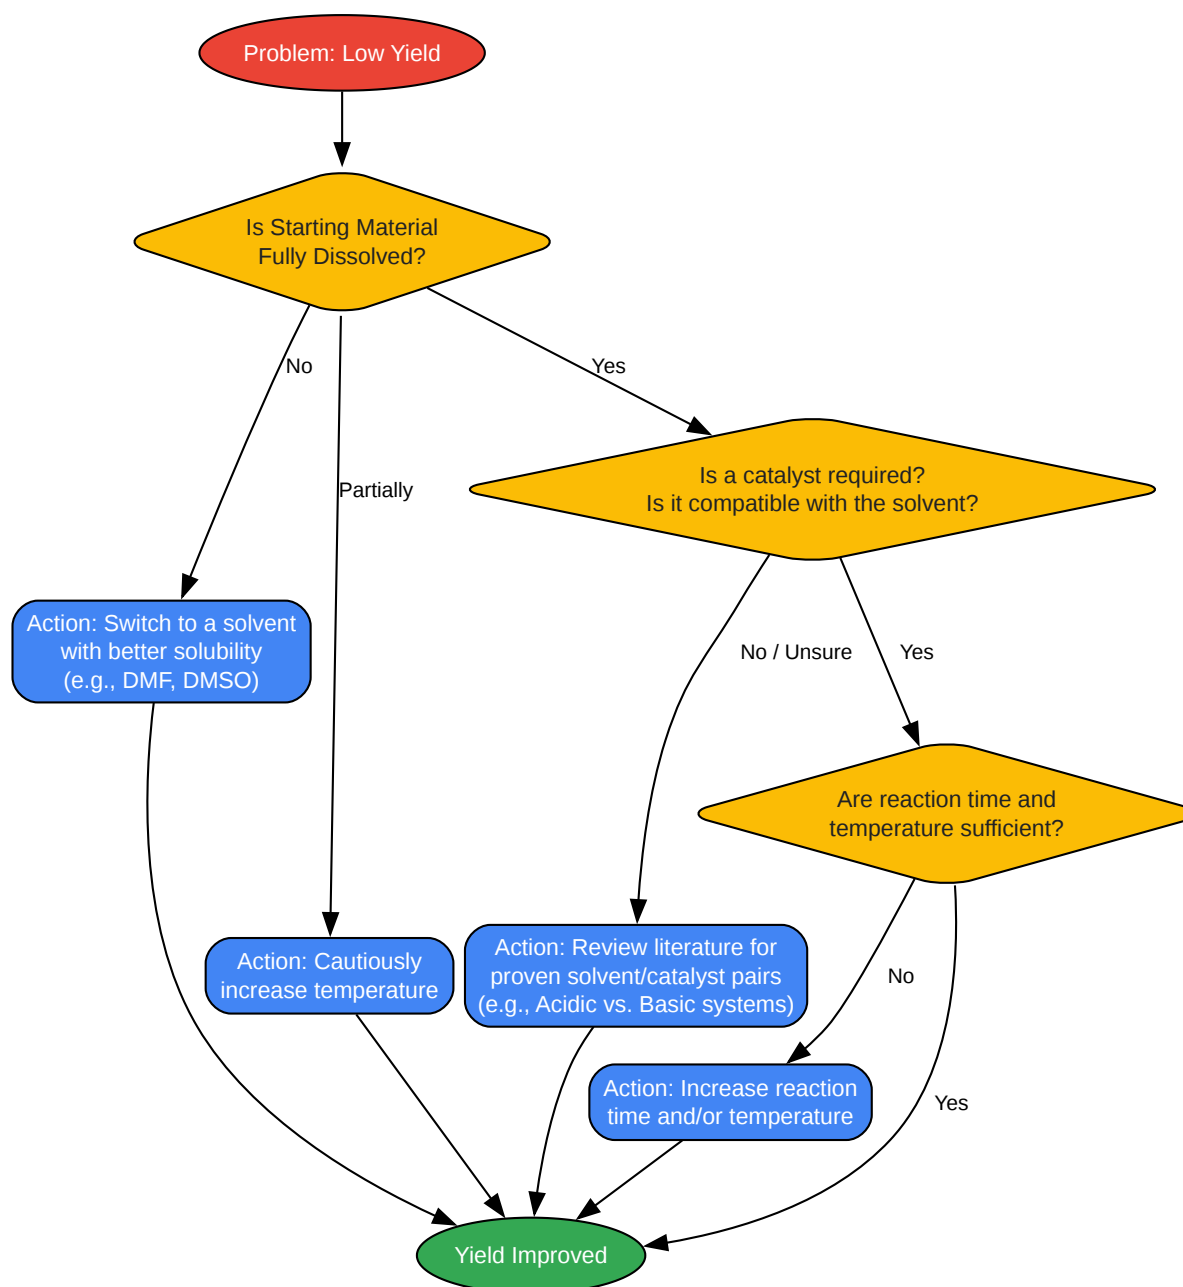 Problem: Low Yield
Is Starting Material
Fully Dissolved?
No
Yes
Partially
Is a catalyst required?
Is it compatible with the solvent?
Action: Switch to a solvent
with better solubility
(e.g., DMF, DMSO)
No / Unsure
Yes
Are reaction time and
temperature sufficient?
Action: Cautiously
increase temperature
Action: Review literature for
proven solvent/catalyst pairs
(e.g., Acidic vs. Basic systems)
No
Action: Increase reaction
time and/or temperature
Yes
Yield Improved